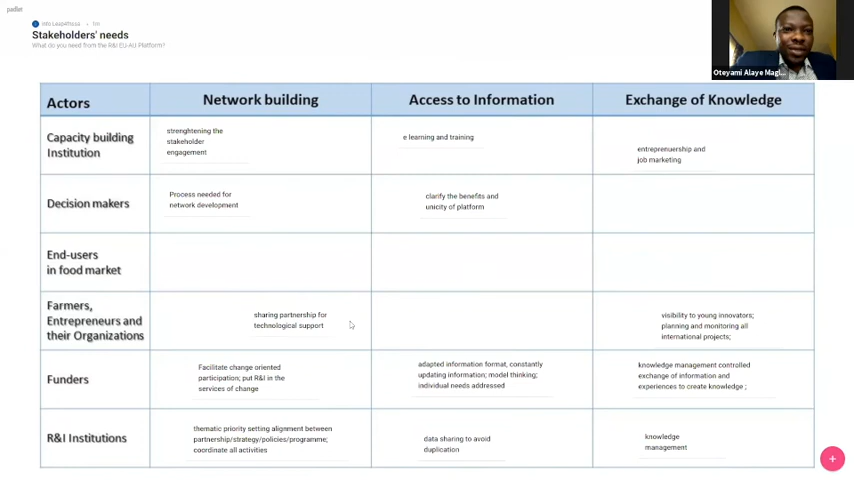 padlet
Stakeholders' needs
What do you need from the R&I EU-AU Platform?
Oteyami Alaye Magl...
Actors
Network building
Access to Information
Exchange of Knowledge
Capacity building
Institution
strenghtening the
stakeholder
engagement
e learning and training
entreprenuership and
job marketing
Decision makers
Process needed for
network development
clarify the benefits and
unicity of platform
End-users
in food market
Farmers,
Entrepreneurs and
their Organizations
sharing partnership for
technological support
visibility to young innovators;
planning and monitoring all
international projects;
Funders
Facilitate change oriented
participation; put R&I in the
services of change
adapted information format, constantly
updating information; model thinking;
individual needs addressed
knowledge management controlled
exchange of information and
experiences to create knowledge ;
R&I Institutions
thematic priority setting alignment between
partnership/strategy/policies/programme;
coordinate all activities
data sharing to avoid
duplication
knowledge
management